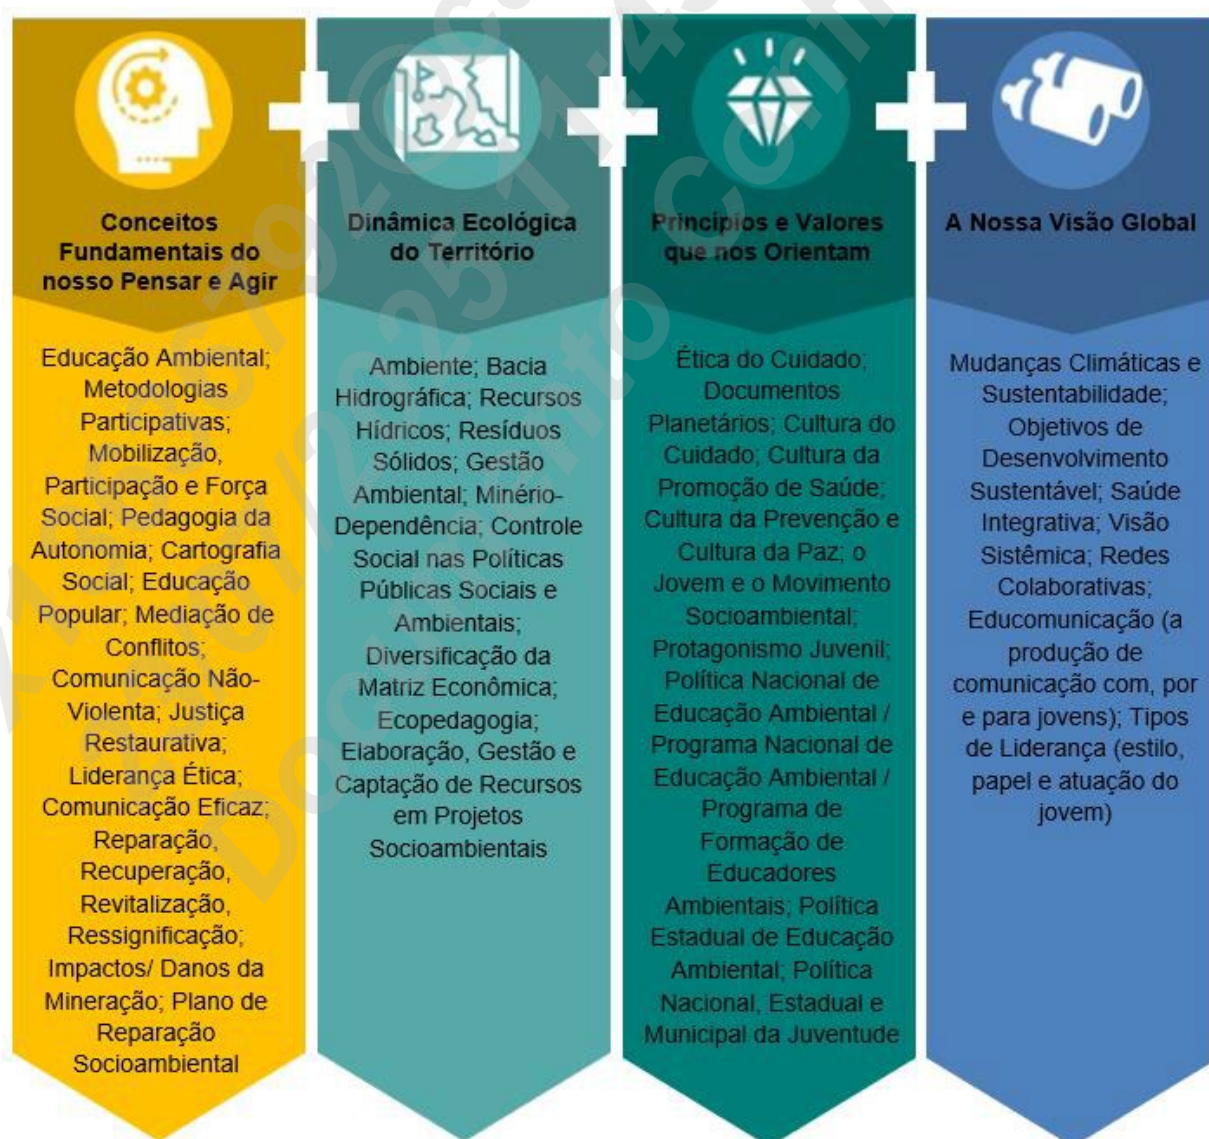 Conceitos
Fundamentais do
nosso Pensar e Agir
Educação Ambiental;
Metodologias
Participativas;
Mobilização,
Participação e Força
Social; Pedagogia da
Autonomia; Cartografia
Social; Educação
Popular; Mediação de
Conflitos;
Comunicação Não-
Violenta; Justiça
Restaurativa;
Liderança Ética;
Comunicação Eficaz;
Reparação,
Recuperação,
Revitalização,
Ressignificação;
Impactos/ Danos da
Mineração; Plano de
Reparação
Socioambiental
Dinâmica Ecológica
do Território
Ambiente; Bacia
Hidrográfica; Recursos
Hídricos; Resíduos
Sólidos; Gestão
Ambiental; Minério-
Dependência; Controle
Social nas Políticas
Públicas Sociais e
Ambientais;
Diversificação da
Matriz Econômica;
Ecopedagogia;
Elaboração, Gestão e
Captação de Recursos
em Projetos
Socioambientais
Princípios e Valores
que nos Orientam
Ética do Cuidado;
Documentos
Planetários; Cultura do
Cuidado; Cultura da
Promoção de Saúde;
Cultura da Prevenção e
Cultura da Paz; o
Jovem e o Movimento
Socioambiental;
Protagonismo Juvenil;
Política Nacional de
Educação Ambiental /
Programa Nacional de
Educação Ambiental /
Programa de
Formação de
Educadores
Ambientais; Política
Estadual de Educação
Ambiental; Política
Nacional, Estadual e
Municipal da Juventude
A Nossa Visão Global
Mudanças Climáticas e
Sustentabilidade;
Objetivos de
Desenvolvimento
Sustentável; Saúde
Integrativa; Visão
Sistêmica; Redes
Colaborativas;
Educomunicação (a
produção de
comunicação com, por
e para jovens); Tipos
de Liderança (estilo,
papel e atuação do
jovem)